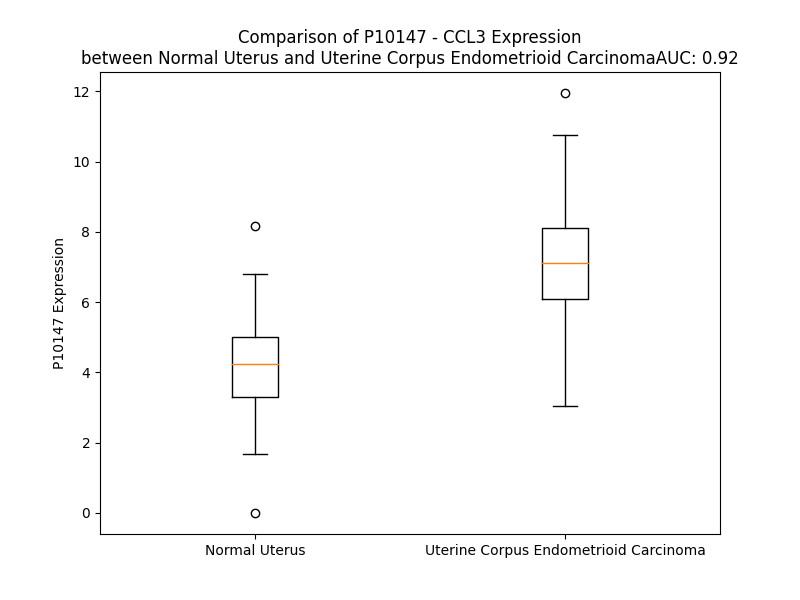 Comparison of P10147 - CCL3 Expression
between Normal Uterus and Uterine Corpus Endometrioid CarcinomaAUC: 0.92
12
10
8
6
4
2
0
P10147 Expression
Normal Uterus
Uterine Corpus Endometrioid Carcinoma